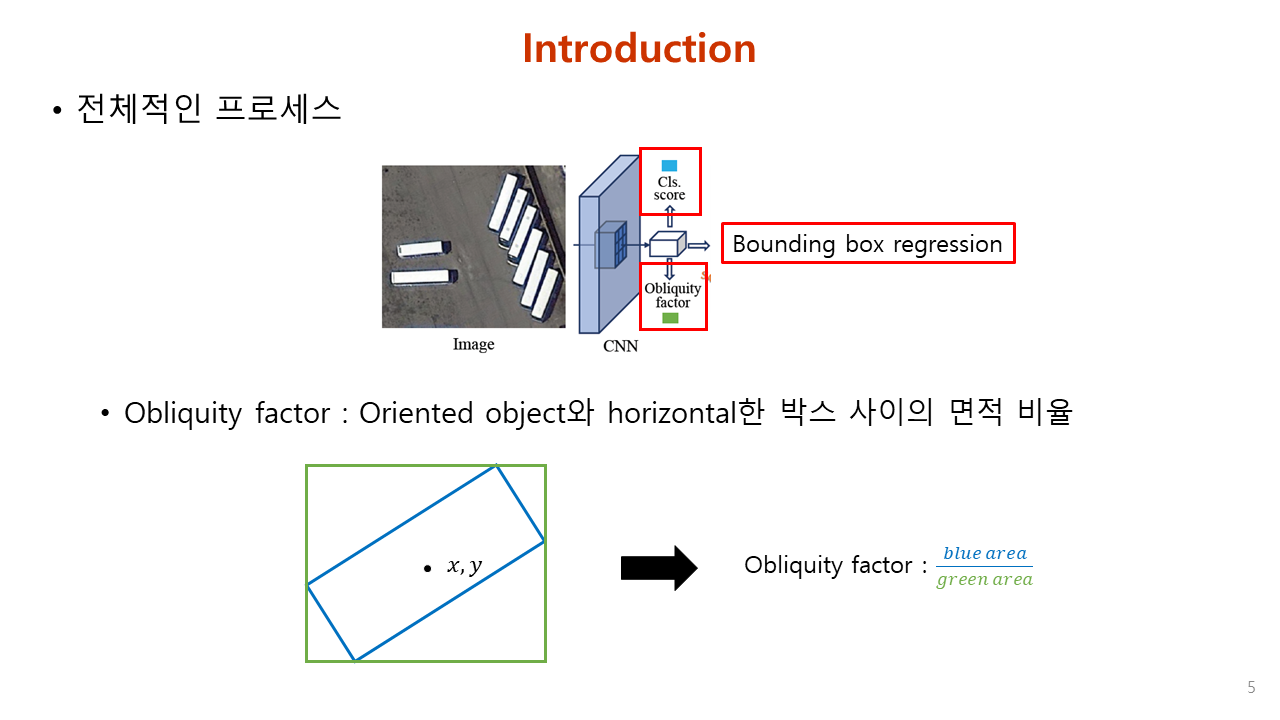 Introduction
• 전체적인 프로세스
Cls.
score
Bounding box regression
Obliquity
factor
Image
CNN
• Obliquity factor : Oriented object와 horizontal한 박스 사이의 면적 비율
x, y
Obliquity factor :
blue area
green area
5